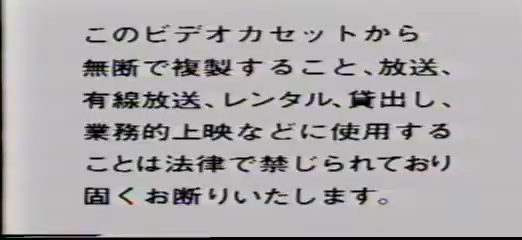 このビデオカセットから
無断で複製すること、放送、
有線放送、レンタル、貸出し、
業務的上映などに使用する
ことは法律で禁じられており
固くお断りいたします。